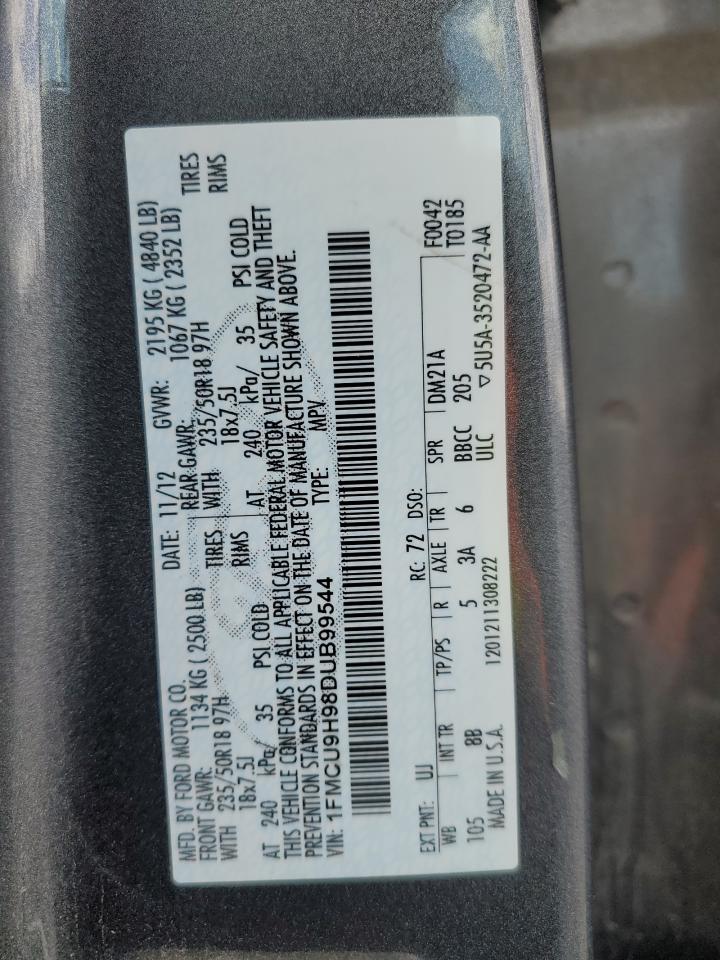 MFD. BY FORD MOTOR CO. DATE: 11/12 GVWR: 2195 KG ( 4840 LB)
FRONT GAWR: 1134 KG ( 2500 LB) REAR GAWR: 1067 KG ( 2352 LB)
WITH 235/50R18 97H TIRES WITH 235/50R18 97H TIRES
18x7.5J RIMS 18x7.5J RIMS
AT 240 kPa/ 35 PSI COLD AT 240 kPa/ 35 PSI COLD
THIS VEHICLE CONFORMS TO ALL APPLICABLE FEDERAL MOTOR VEHICLE SAFETY AND THEFT
PREVENTION STANDARDS IN EFFECT ON THE DATE OF MANUFACTURE SHOWN ABOVE.
VIN: 1FMCU9H98DUB99544 TYPE: MPV
EXT PNT: UJ RC: 72 DSO: F0042
WB INT TR TP/PS R AXLE TR SPR DM21A T0185
105 8B 5 3A 6 BBCC 205
MADE IN U.S.A. 1201211308222 ULC ▽5U5A-3520472-AA